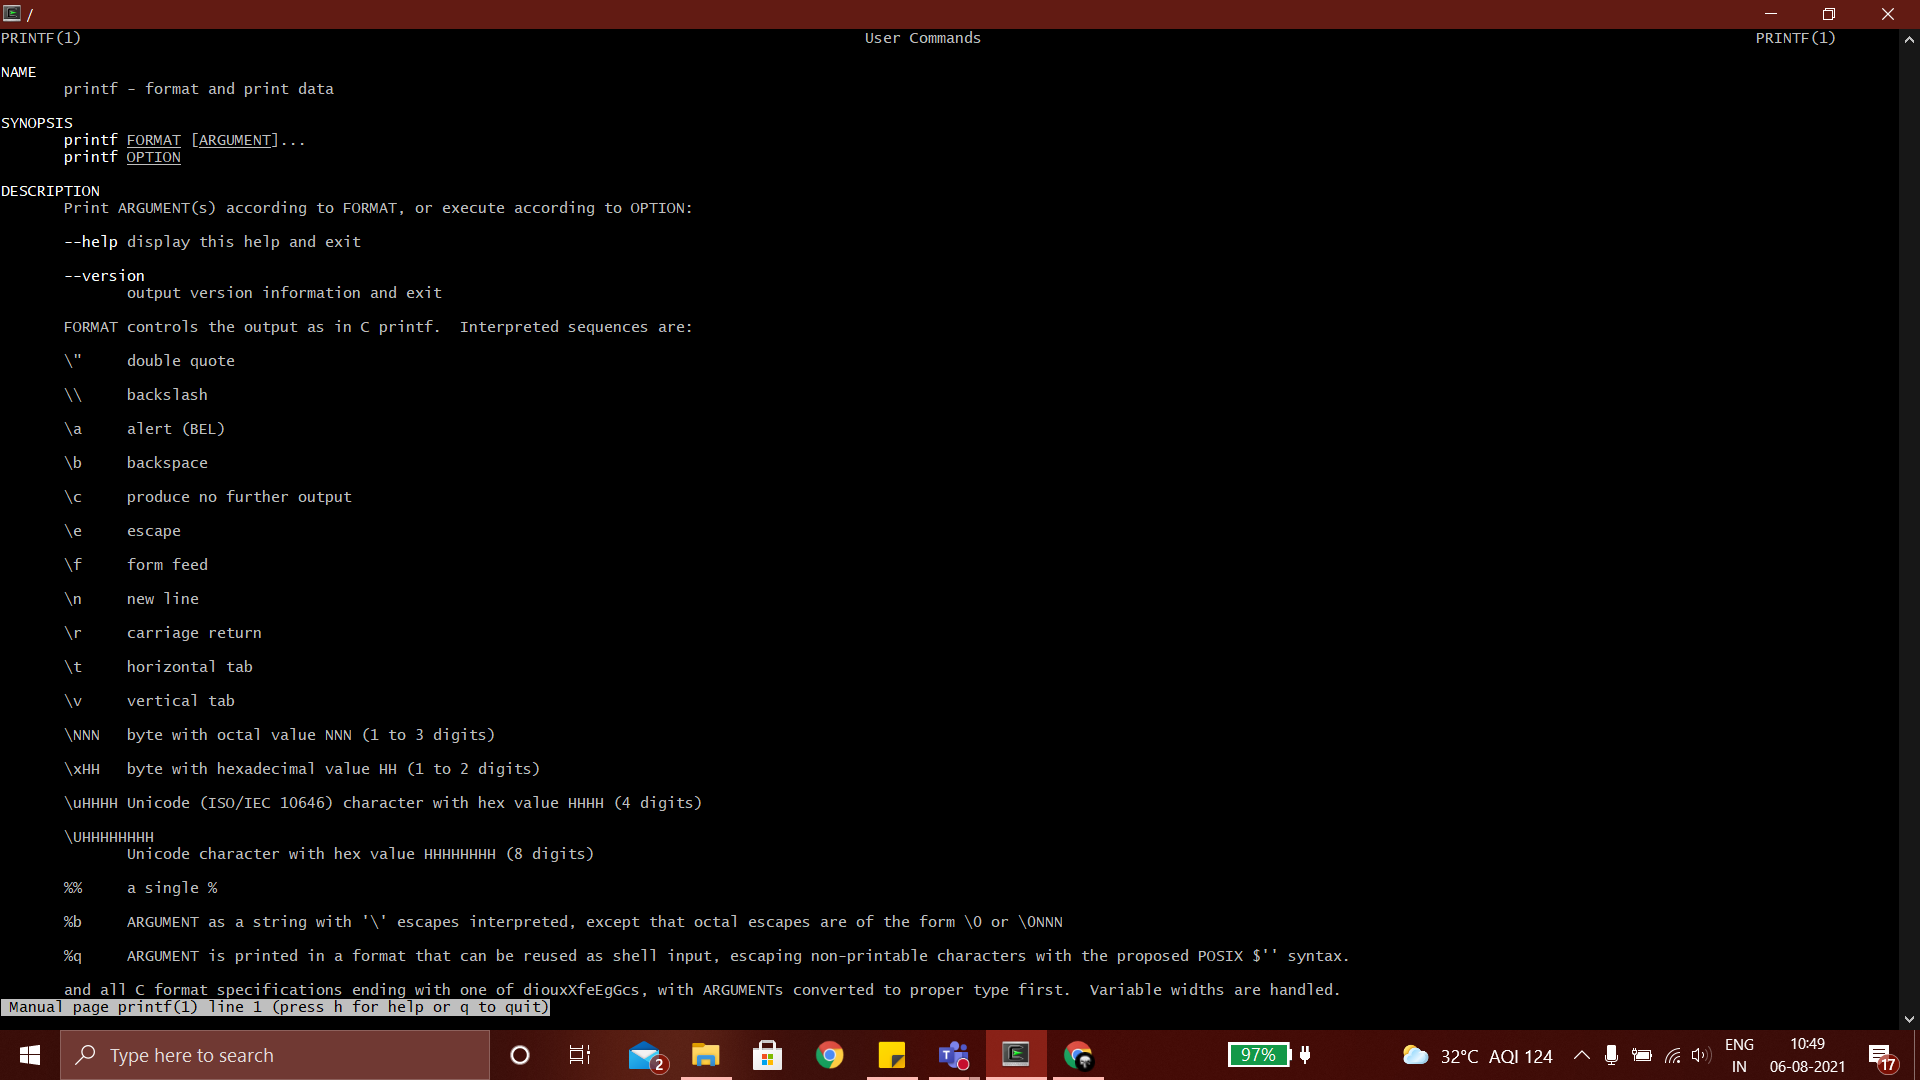 /
PRINTF(1) User Commands PRINTF(1)
NAME
printf - format and print data
SYNOPSIS
printf FORMAT [ARGUMENT]...
printf OPTION
DESCRIPTION
Print ARGUMENT(s) according to FORMAT, or execute according to OPTION:
--help display this help and exit
--version
output version information and exit
FORMAT controls the output as in C printf.  Interpreted sequences are:
\" double quote
\\ backslash
\a alert (BEL)
\b backspace
\c produce no further output
\e escape
\f form feed
\n new line
\r carriage return
\t horizontal tab
\v vertical tab
\NNN byte with octal value NNN (1 to 3 digits)
\xHH byte with hexadecimal value HH (1 to 2 digits)
\uHHHH Unicode (ISO/IEC 10646) character with hex value HHHH (4 digits)
\UHHHHHHHH
Unicode character with hex value HHHHHHHH (8 digits)
%% a single %
%b ARGUMENT as a string with '\' escapes interpreted, except that octal escapes are of the form \0 or \0NNN
%q ARGUMENT is printed in a format that can be reused as shell input, escaping non-printable characters with the proposed POSIX $'' syntax.
and all C format specifications ending with one of diouxXfeEgGcs, with ARGUMENTs converted to proper type first.  Variable widths are handled.
Manual page printf(1) line 1 (press h for help or q to quit)
Type here to search
2
97%
32°C AQI 124
ENG
IN
10:49
06-08-2021
17